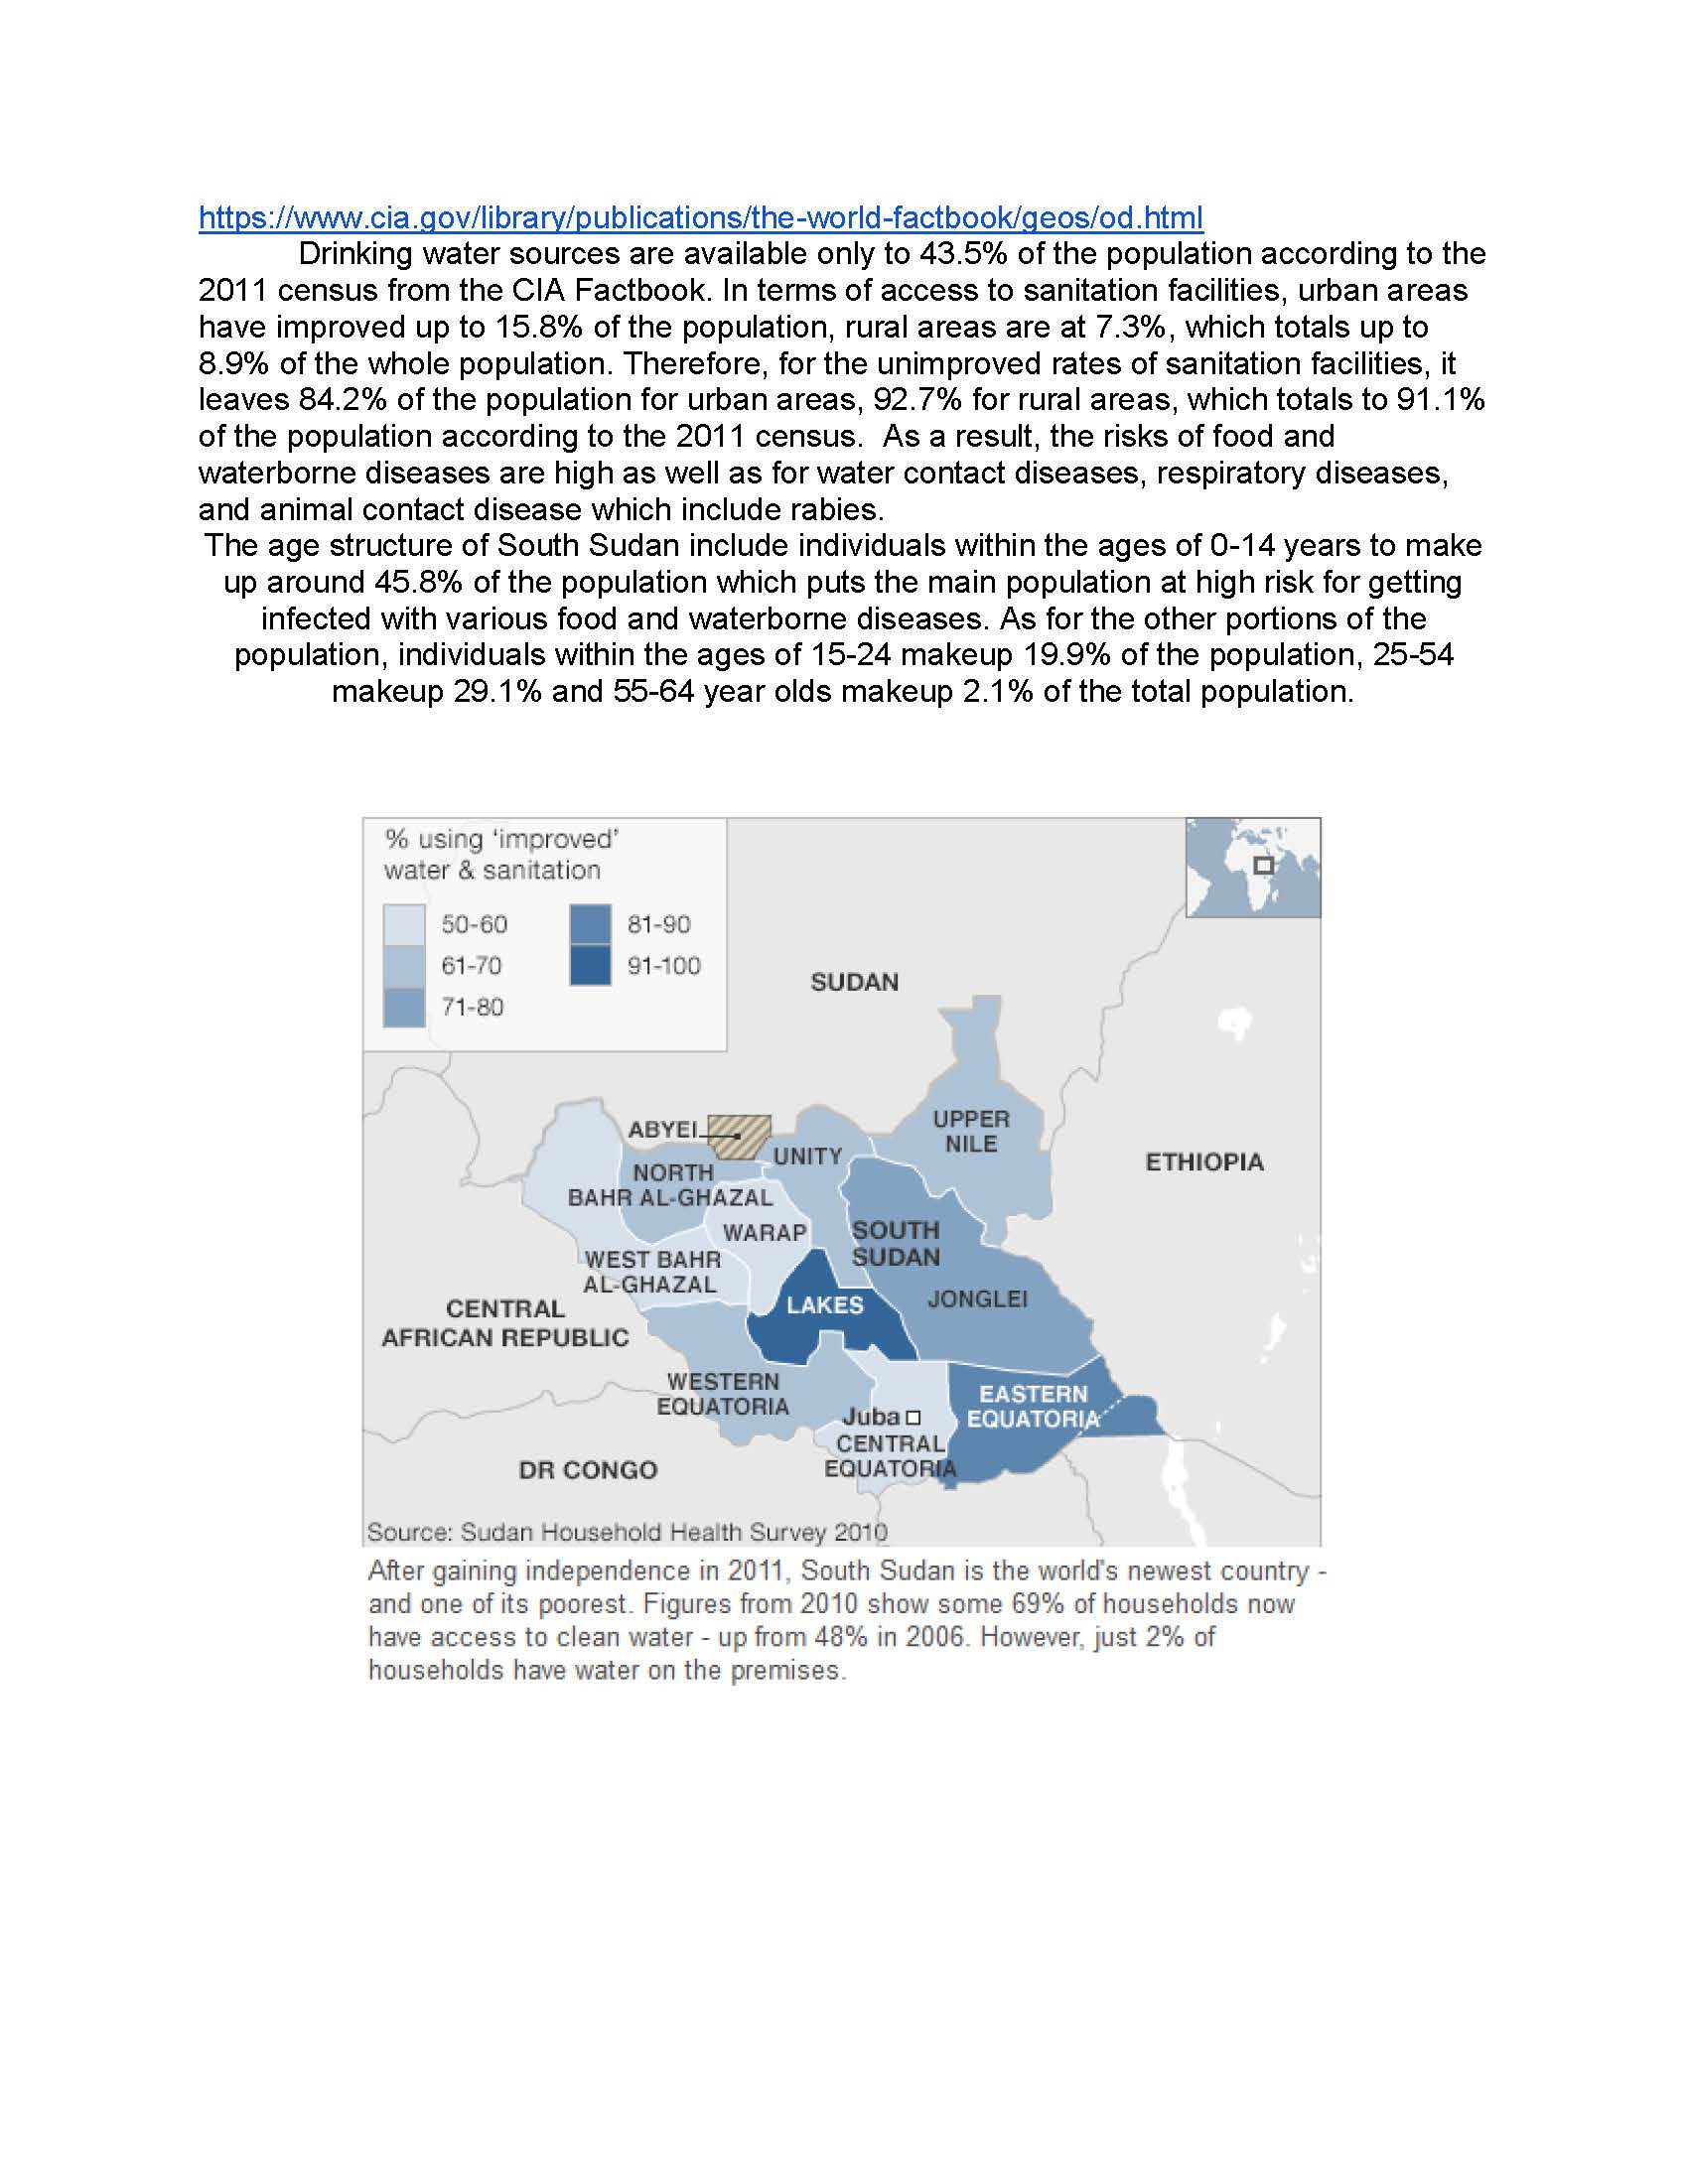 https://www.cia.gov/library/publications/the-world-factbook/geos/od.html
Drinking water sources are available only to 43.5% of the population according to the
2011 census from the CIA Factbook. In terms of access to sanitation facilities, urban areas
have improved up to 15.8% of the population, rural areas are at 7.3%, which totals up to
8.9% of the whole population. Therefore, for the unimproved rates of sanitation facilities, it
leaves 84.2% of the population for urban areas, 92.7% for rural areas, which totals to 91.1%
of the population according to the 2011 census.  As a result, the risks of food and
waterborne diseases are high as well as for water contact diseases, respiratory diseases,
and animal contact disease which include rabies.
The age structure of South Sudan include individuals within the ages of 0-14 years to make
up around 45.8% of the population which puts the main population at high risk for getting
infected with various food and waterborne diseases. As for the other portions of the
population, individuals within the ages of 15-24 makeup 19.9% of the population, 25-54
makeup 29.1% and 55-64 year olds makeup 2.1% of the total population.
% using ‘improved’
water & sanitation
50-60
81-90
61-70
91-100
71-80
SUDAN
UPPER
NILE
ABYEI
UNITY
ETHIOPIA
NORTH
BAHR AL-GHAZAL
WARAP
SOUTH
SUDAN
WEST BAHR
AL-GHAZAL
LAKES
JONGLEI
CENTRAL
AFRICAN REPUBLIC
WESTERN
EQUATORIA
EASTERN
EQUATORIA
Juba
CENTRAL
EQUATORIA
DR CONGO
Source: Sudan Household Health Survey 2010
After gaining independence in 2011, South Sudan is the world's newest country -
and one of its poorest. Figures from 2010 show some 69% of households now
have access to clean water - up from 48% in 2006. However, just 2% of
households have water on the premises.